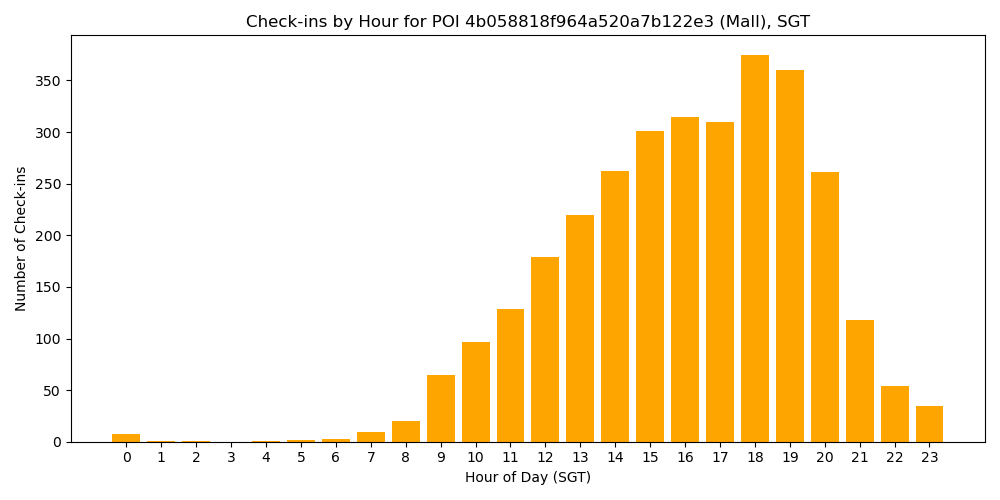 Check-ins by Hour for POI 4b058818f964a520a7b122e3 (Mall), SGT
Number of Check-ins
350
300
250
200
150
100
50
0
0 1 2 3 4 5 6 7 8 9 10 11 12 13 14 15 16 17 18 19 20 21 22 23
Hour of Day (SGT)